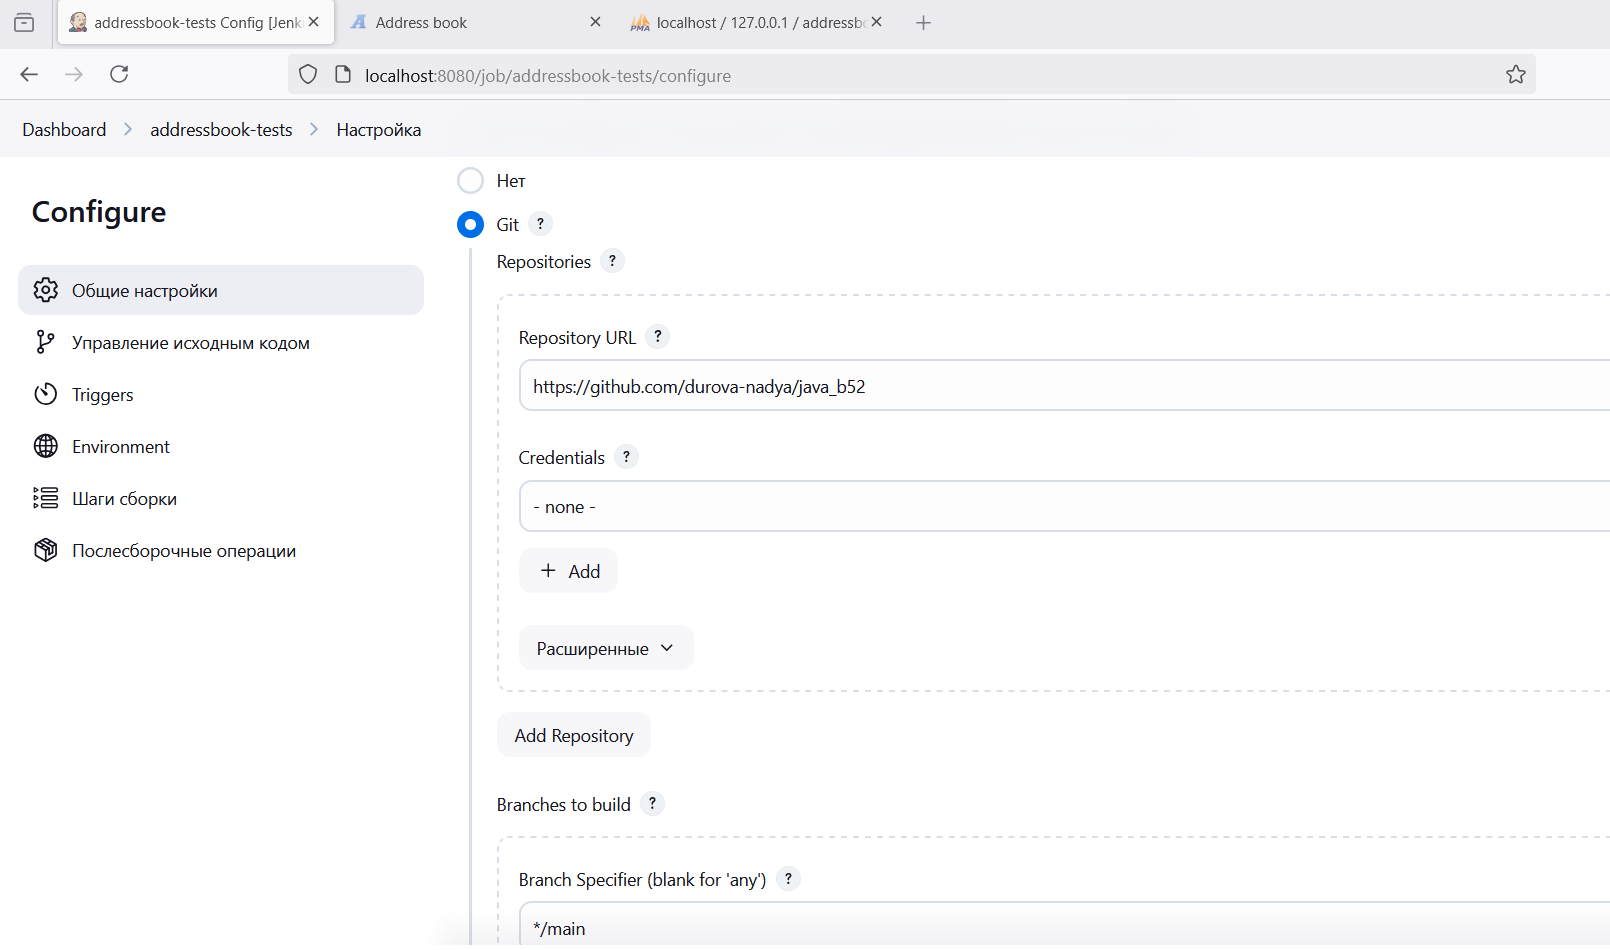 addressbook-tests Config [Jenki
Address book
PMA
localhost / 127.0.0.1 / addressbo
localhost:8080/job/addressbook-tests/configure
Dashboard > addressbook-tests > Настройка
Configure
Общие настройки
Управление исходным кодом
Triggers
Environment
Шаги сборки
Послесборочные операции
Нет
Git ?
Repositories ?
Repository URL ?
https://github.com/durova-nadya/java_b52
Credentials ?
- none -
+ Add
Расширенные
Add Repository
Branches to build ?
Branch Specifier (blank for 'any') ?
*/main